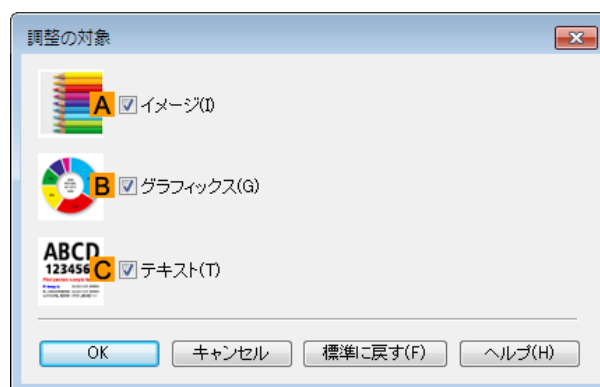 調整の対象
A イメージ(I)
B グラフィックス(G)
ABCD
123456
C テキスト(T)
OK キャンセル 標準に戻す(F) ヘルプ(H)